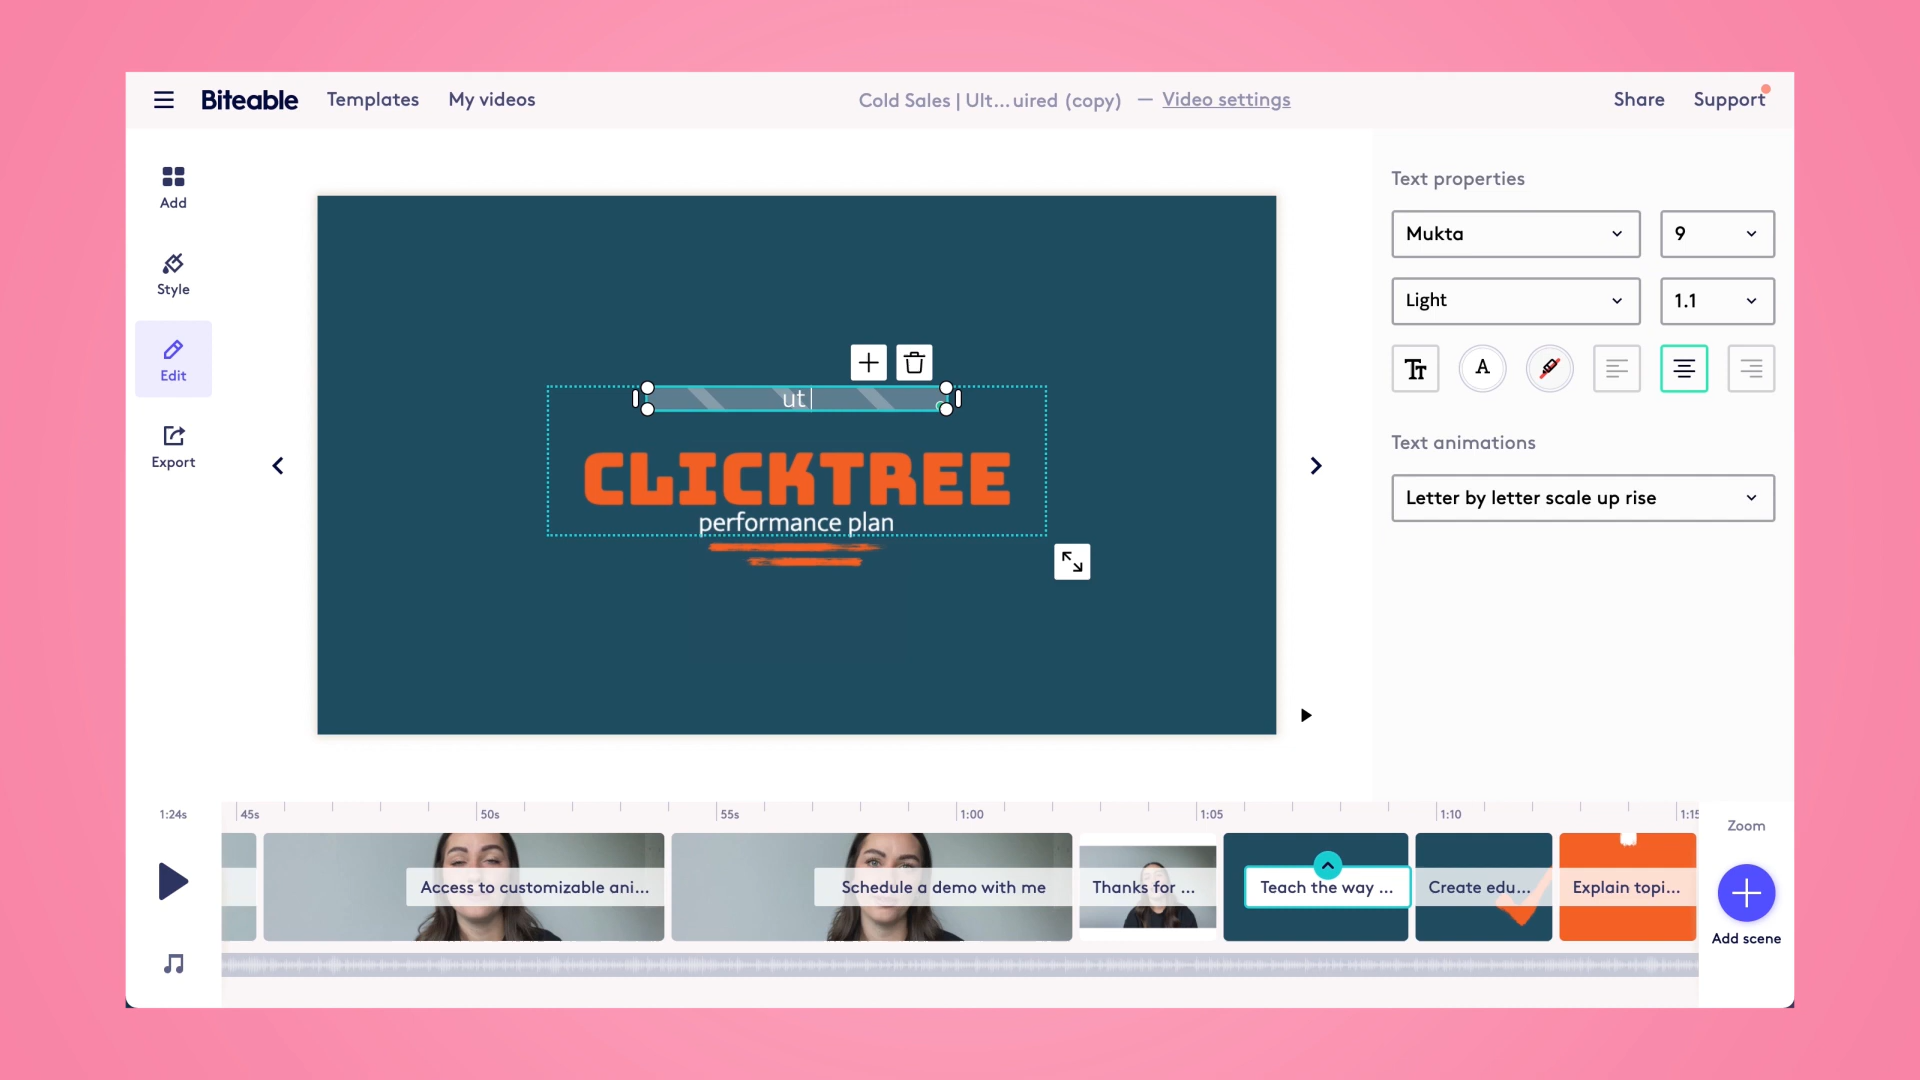 Biteable
Templates
My videos
Cold Sales | Ult...uired (copy) — Video settings
Share
Support
Add
Style
Edit
Export
ut
CLICKTREE
performance plan
Text properties
Mukta
9
Light
1.1
TT
A
Text animations
Letter by letter scale up rise
1:24s
45s
50s
55s
1:00
1:05
1:10
1:15
Zoom
Access to customizable ani...
Schedule a demo with me
Thanks for ...
Teach the way ...
Create edu...
Explain topi...
Add scene